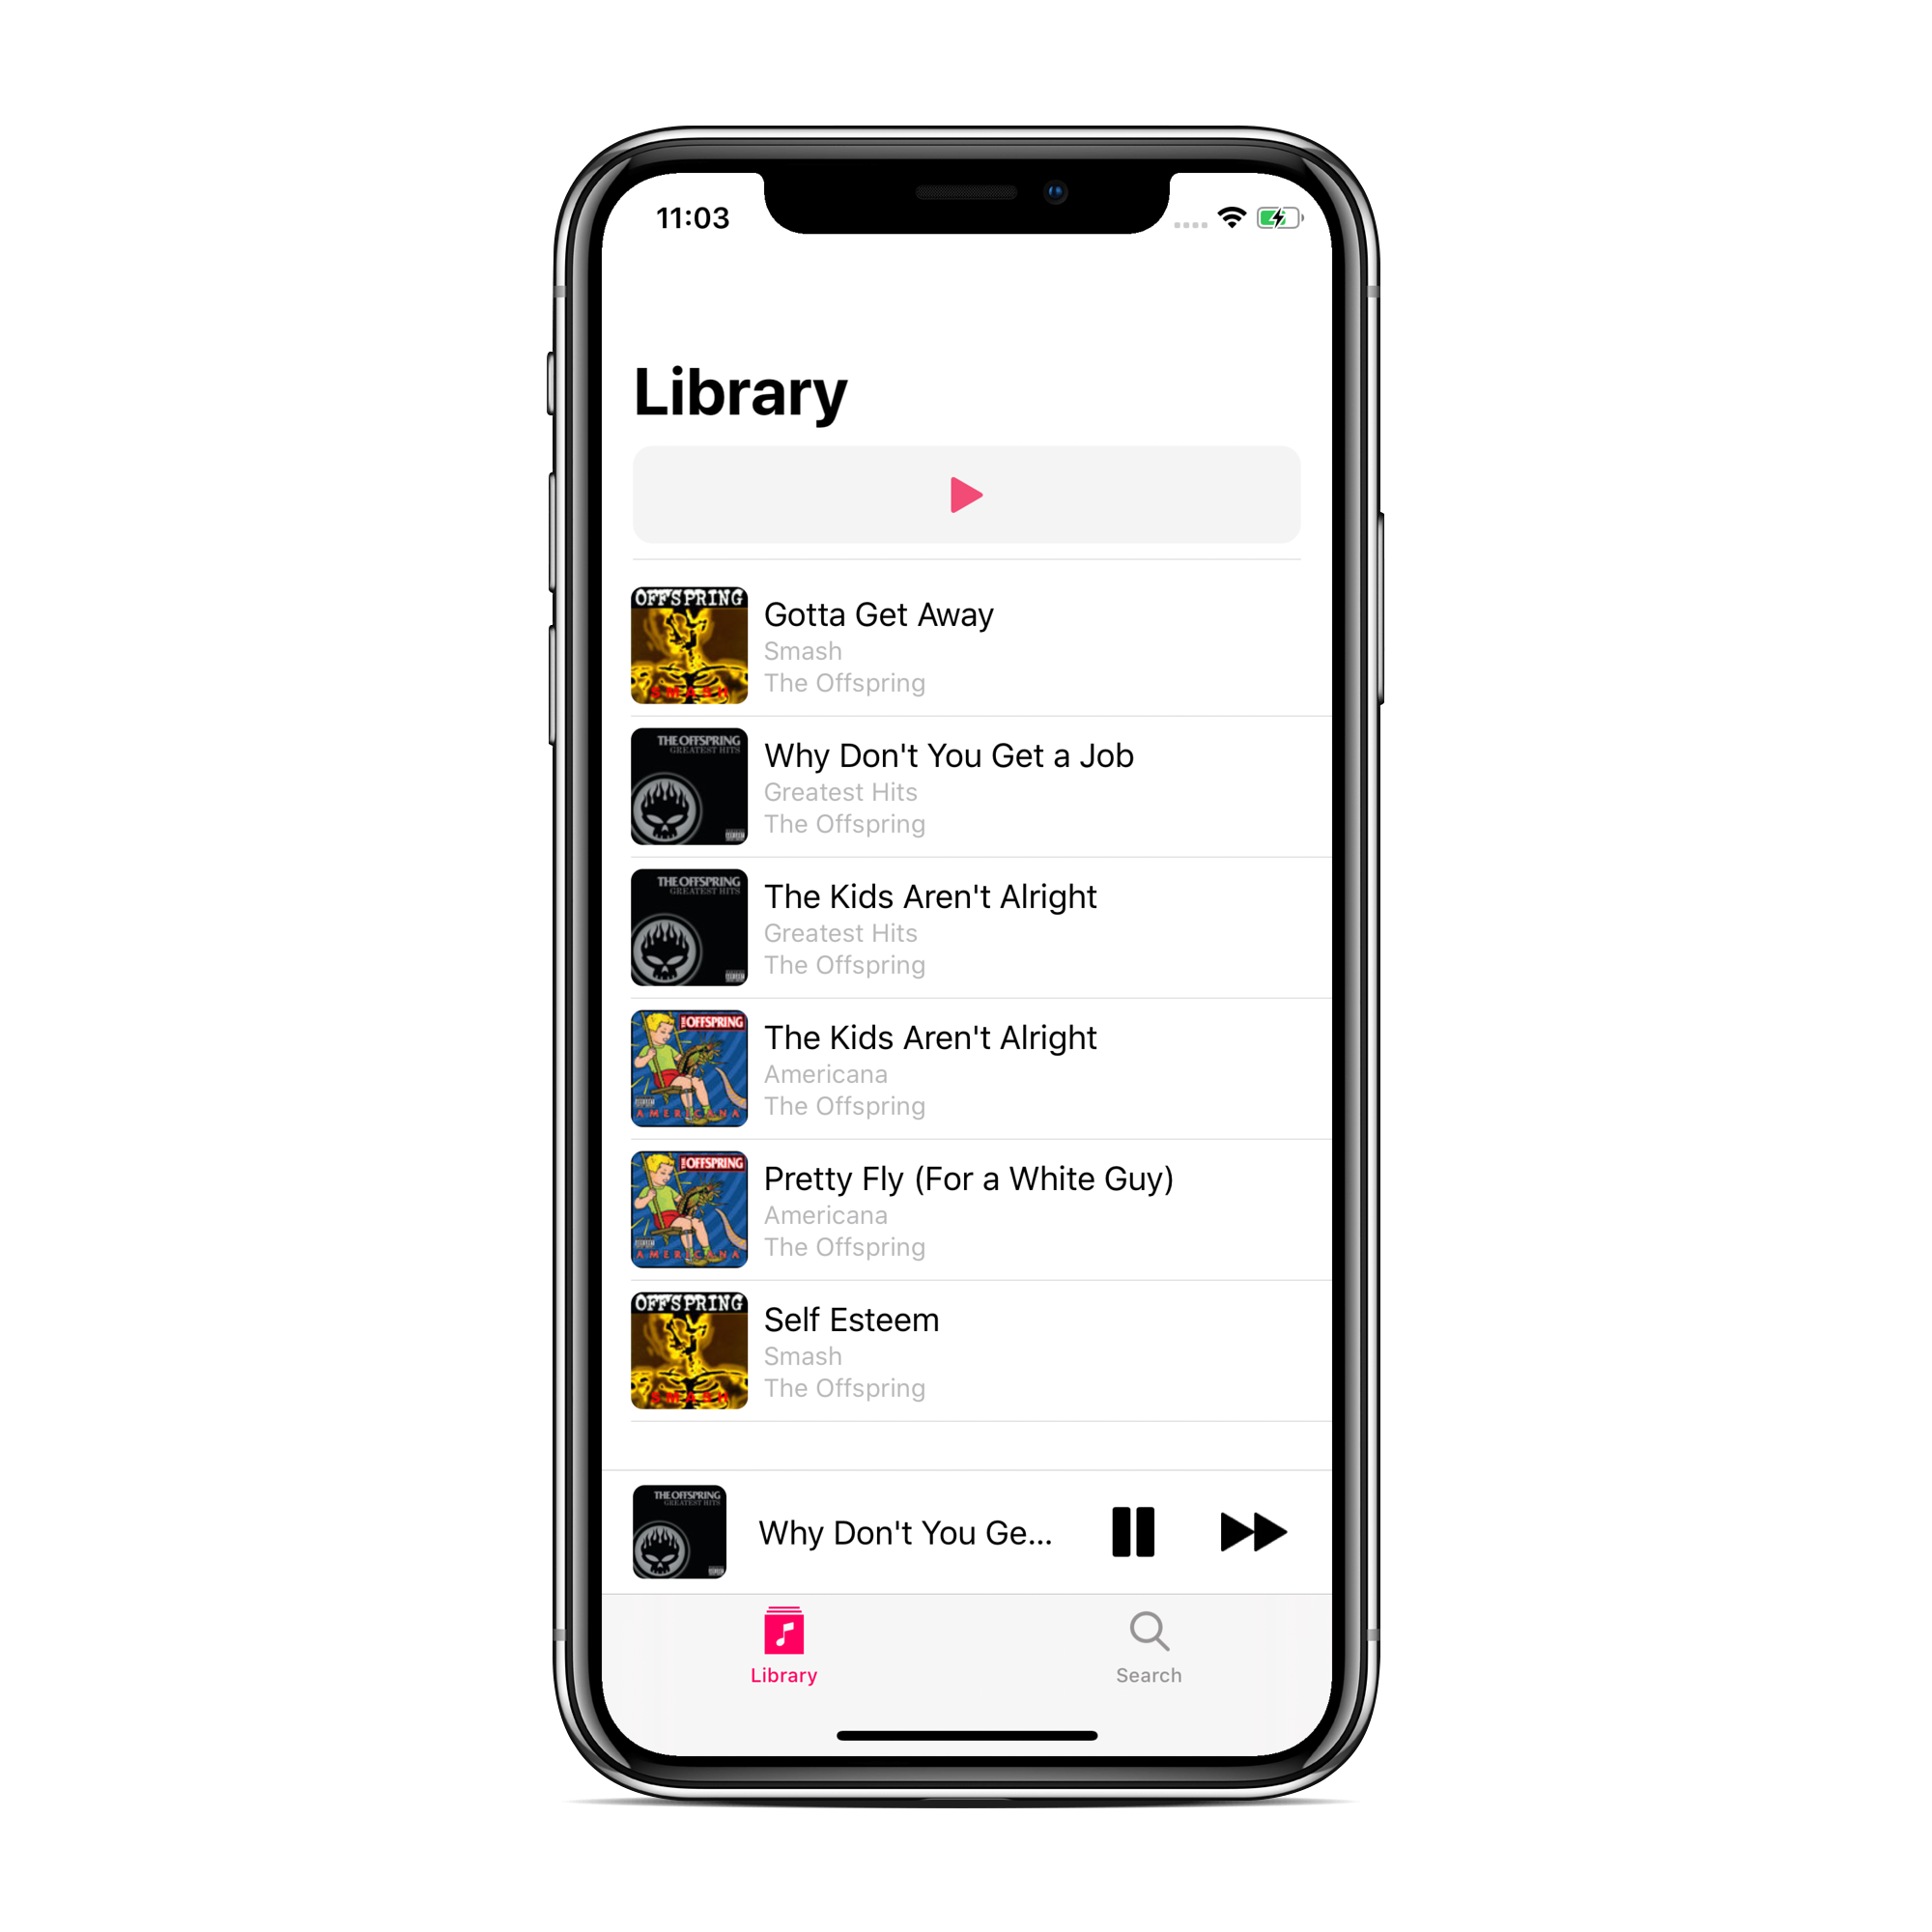 11:03
Library
OFFSPRING
SMASH
Gotta Get Away
Smash
The Offspring
THE OFFSPRING
GREATEST HITS
Why Don't You Get a Job
Greatest Hits
The Offspring
THE OFFSPRING
GREATEST HITS
The Kids Aren't Alright
Greatest Hits
The Offspring
THE OFFSPRING
AMERICANA
The Kids Aren't Alright
Americana
The Offspring
THE OFFSPRING
AMERICANA
Pretty Fly (For a White Guy)
Americana
The Offspring
OFFSPRING
SMASH
Self Esteem
Smash
The Offspring
THE OFFSPRING
GREATEST HITS
Why Don't You Ge...
Library
Search